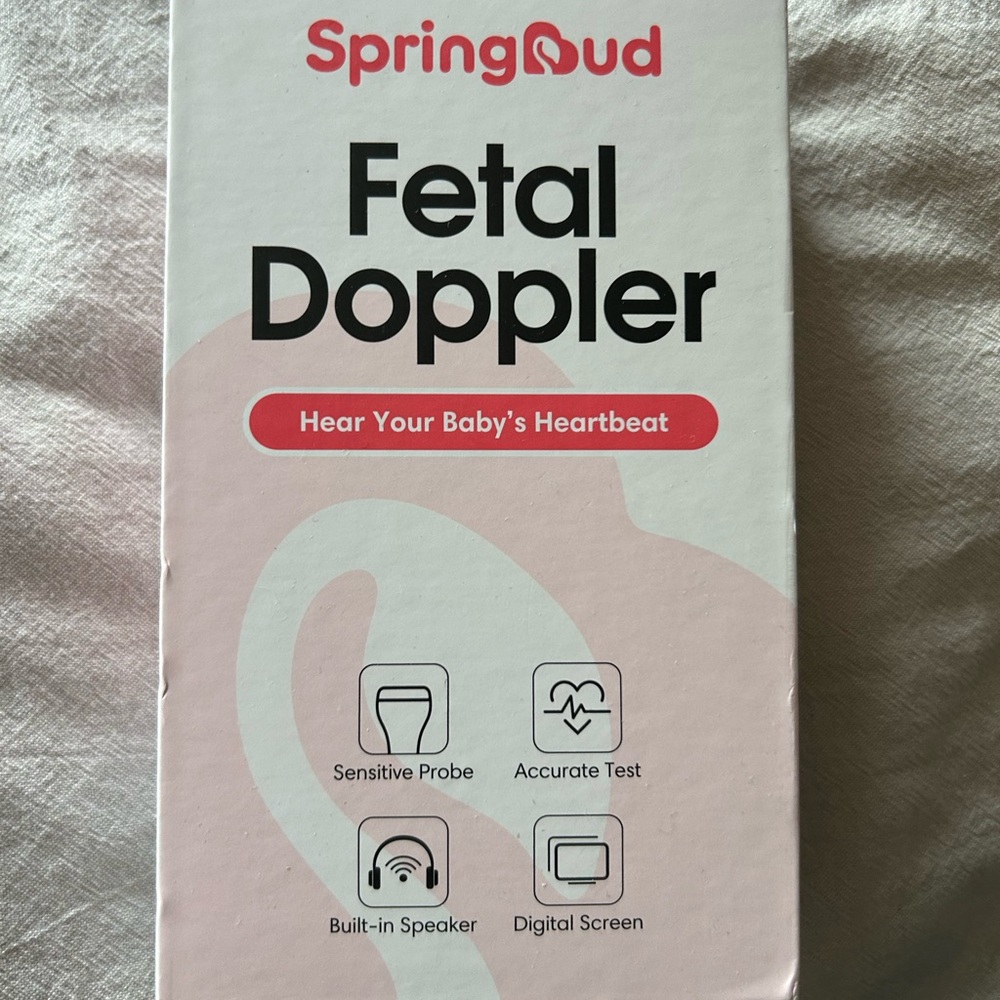 SpringBud
Fetal
Doppler
Hear Your Baby's Heartbeat
Sensitive Probe
Accurate Test
Built-in Speaker
Digital Screen